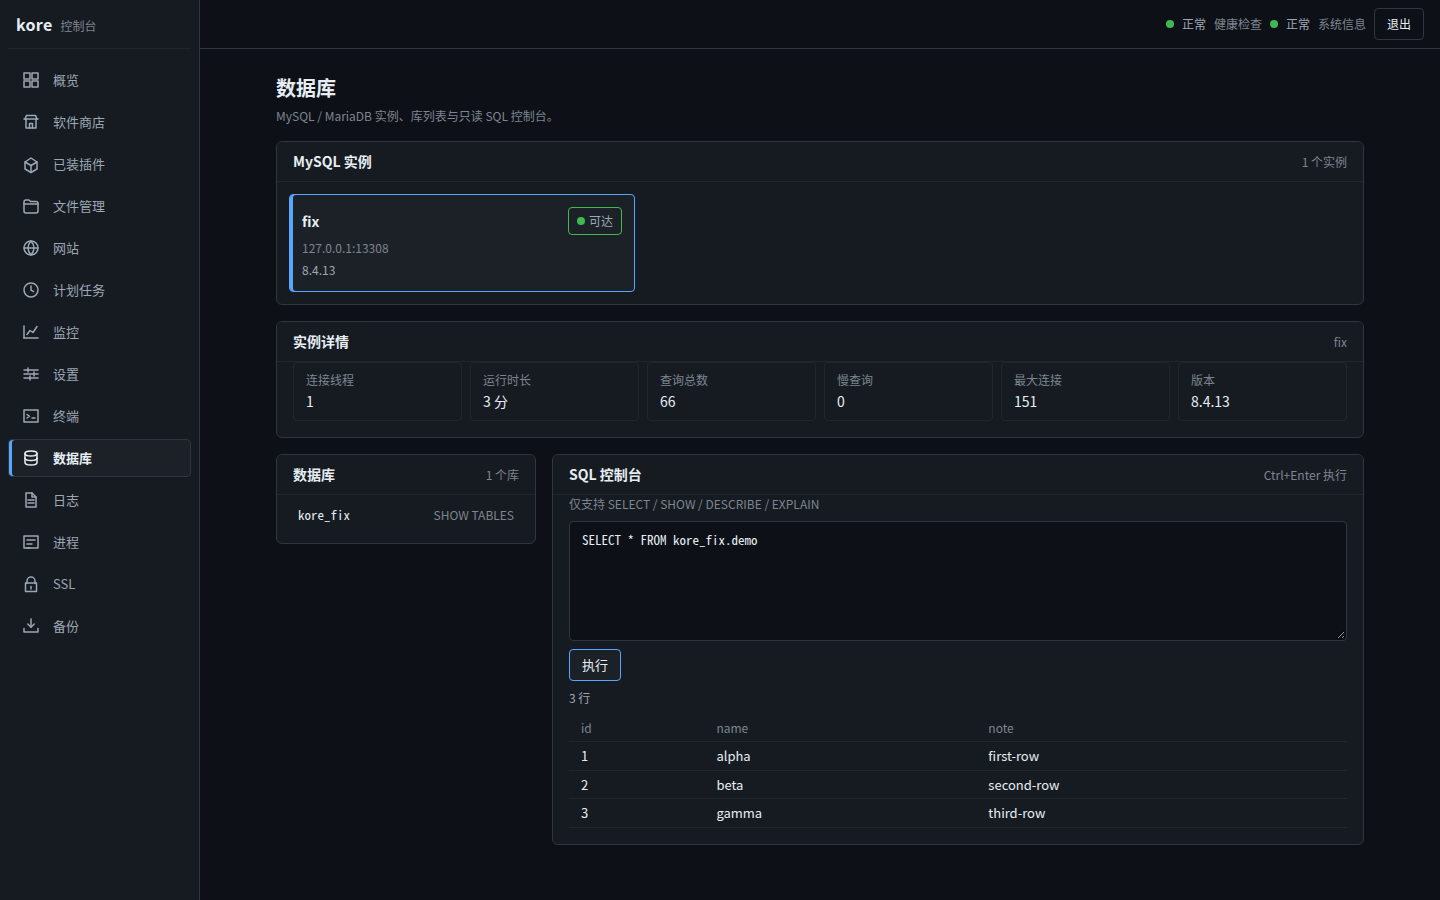 kore 控制台
正常 健康检查 正常 系统信息 退出
概览
软件商店
已装插件
文件管理
网站
计划任务
监控
设置
终端
数据库
日志
进程
SSL
备份
数据库
MySQL / MariaDB 实例、库列表与只读 SQL 控制台。
MySQL 实例 1 个实例
fix 可达
127.0.0.1:13308
8.4.13
实例详情 fix
连接线程 运行时长 查询总数 慢查询 最大连接 版本
1 3 分 66 0 151 8.4.13
数据库 1 个库
kore_fix SHOW TABLES
SQL 控制台 Ctrl+Enter 执行
仅支持 SELECT / SHOW / DESCRIBE / EXPLAIN
SELECT * FROM kore_fix.demo
执行
3 行
id name note
1 alpha first-row
2 beta second-row
3 gamma third-row